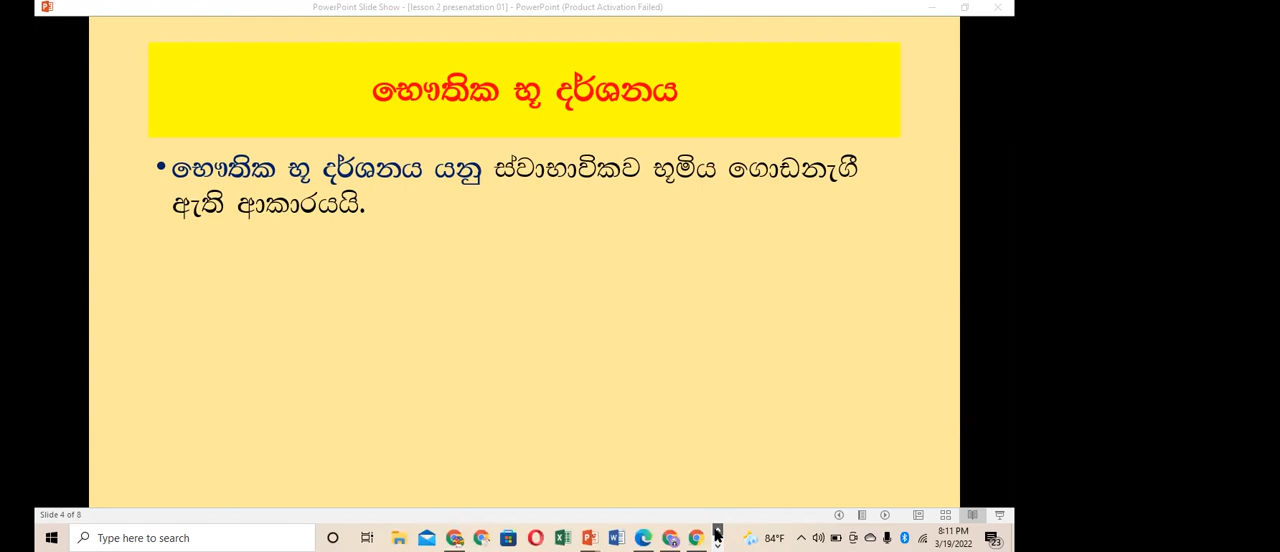 PowerPoint Slide Show - [lesson 2 presenatation 01] - PowerPoint (Product Activation Failed)
භෞතික භූ දර්ශනය
• භෞතික භූ දර්ශනය යනු ස්වාභාවිකව භූමිය ගොඩනැගී
ඇති ආකාරයයි.
Slide 4 of 8
Type here to search
84°F
8:11 PM
3/19/2022
23